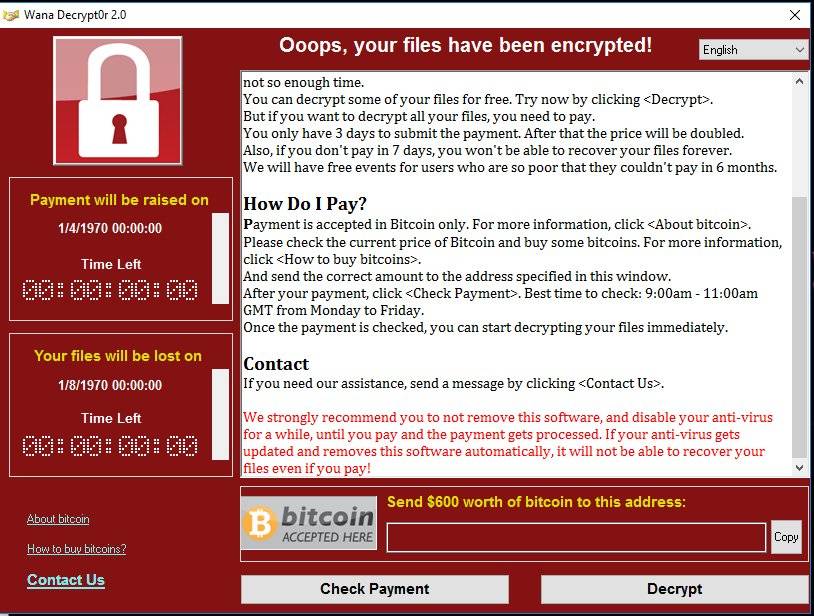 Wana Decrypt0r 2.0
Ooops, your files have been encrypted!
English
not so enough time.
You can decrypt some of your files for free. Try now by clicking <Decrypt>.
But if you want to decrypt all your files, you need to pay.
You only have 3 days to submit the payment. After that the price will be doubled.
Also, if you don't pay in 7 days, you won't be able to recover your files forever.
We will have free events for users who are so poor that they couldn't pay in 6 months.
How Do I Pay?
Payment is accepted in Bitcoin only. For more information, click <About bitcoin>.
Please check the current price of Bitcoin and buy some bitcoins. For more information,
click <How to buy bitcoins>.
And send the correct amount to the address specified in this window.
After your payment, click <Check Payment>. Best time to check: 9:00am - 11:00am
GMT from Monday to Friday.
Once the payment is checked, you can start decrypting your files immediately.
Contact
If you need our assistance, send a message by clicking <Contact Us>.
We strongly recommend you to not remove this software, and disable your anti-virus
for a while, until you pay and the payment gets processed. If your anti-virus gets
updated and removes this software automatically, it will not be able to recover your
files even if you pay!
Payment will be raised on
1/4/1970 00:00:00
Time Left
00:00:00:00
Your files will be lost on
1/8/1970 00:00:00
Time Left
00:00:00:00
About bitcoin
How to buy bitcoins?
Contact Us
bitcoin
ACCEPTED HERE
Send $600 worth of bitcoin to this address:
Copy
Check Payment
Decrypt